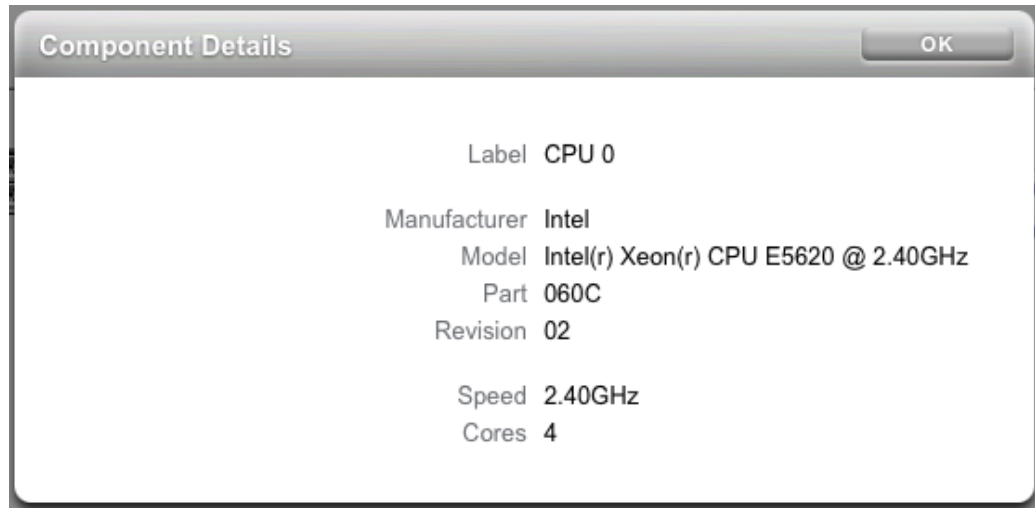 Component Details
OK
Label CPU 0
Manufacturer Intel
Model Intel(r) Xeon(r) CPU E5620 @ 2.40GHz
Part 060C
Revision 02
Speed 2.40GHz
Cores 4